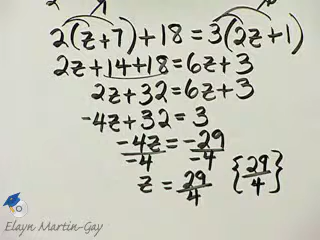 2(z+7)+18=3(2z+1)
2z+14+18=6z+3
2z+32=6z+3
-4z+32=3
-4z/-4=-29/-4
z=29/4 {29/4}
Elayn Martin-Gay